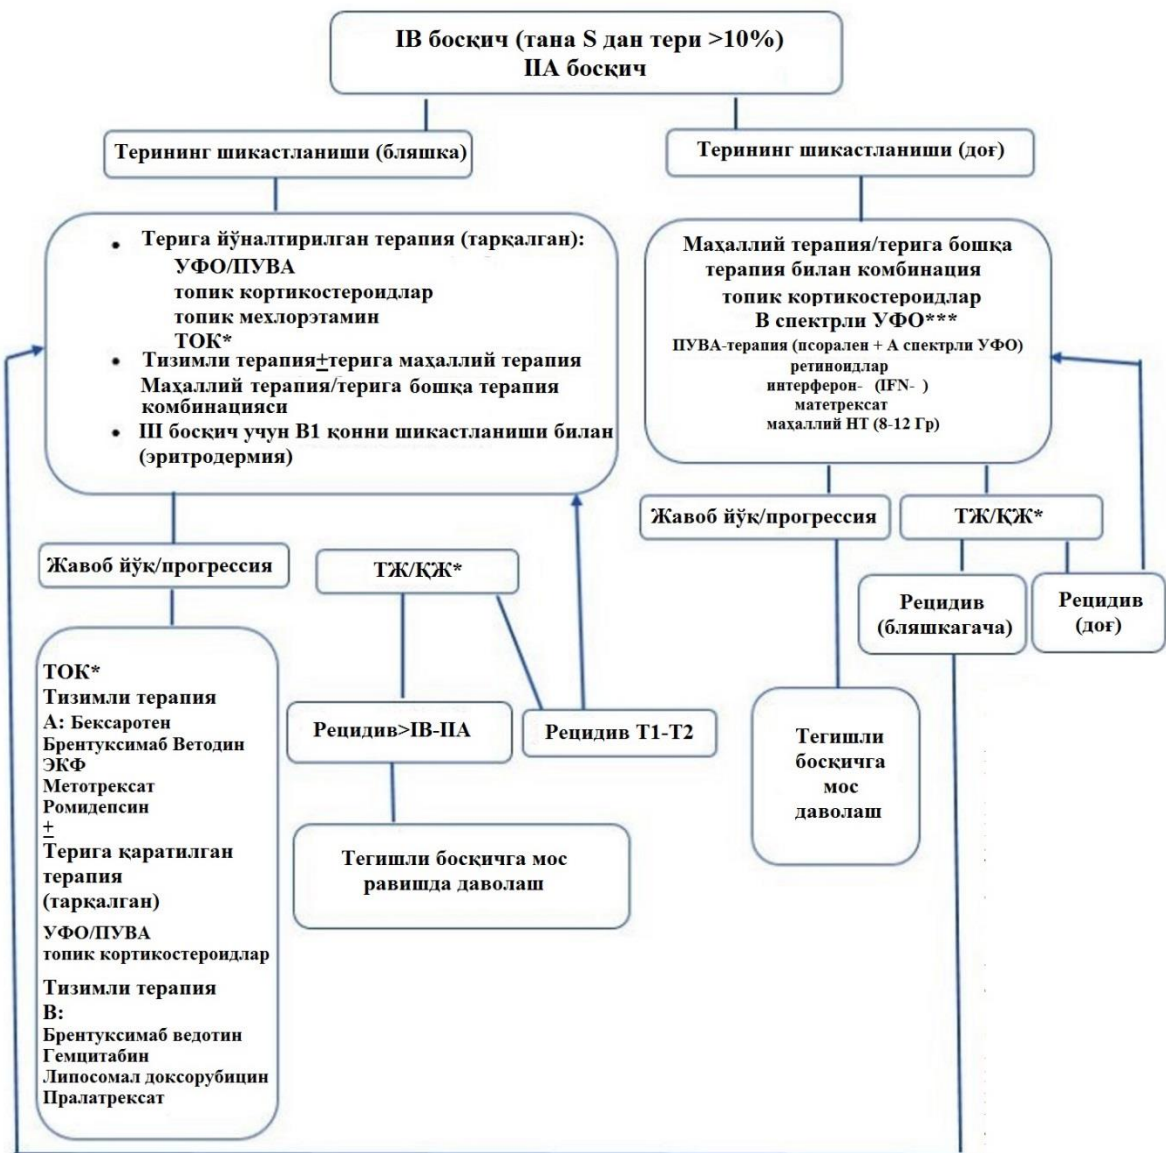 IB босқич (тана S дан тери >10%)
IIA босқич
Терининг шикастланиши (бляшка)
Терининг шикастланиши (доғ)
• Терига йўналтирилган терапия (тарқалган):
УФО/ПУВА
топик кортикостероидлар
топик мехлорэтамин
ТОК*
• Тизимли терапия±терига маҳаллий терапия
Маҳаллий терапия/терига бошқа терапия
комбинацияси
• III босқич учун В1 қонни шикастланиши билан
(эритродермия)
Маҳаллий терапия/терига бошқа
терапия билан комбинация
топик кортикостероидлар
В спектрли УФО***
ПУВА-терапия (псорален + А спектрли УФО)
ретиноидлар
интерферон- (IFN- )
матетрексат
маҳаллий НТ (8-12 Гр)
Жавоб йўқ/прогрессия
ТЖ/ҚЖ*
Жавоб йўқ/прогрессия
ТЖ/ҚЖ*
Рецидив
(бляшкагача)
Рецидив
(доғ)
ТОК*
Тизимли терапия
А: Бексаротен
Брентуксимаб Ветодин
ЭКФ
Метотрексат
Ромидепсин
±
Терига қаратилган
терапия
(тарқалган)
УФО/ПУВА
топик кортикостероидлар
Тизимли терапия
В:
Брентуксимаб ведотин
Гемцитабин
Липосомал доксорубицин
Пралатрексат
Рецидив>IB-IIA
Рецидив Т1-Т2
Тегишли босқичга мос
равишда даволаш
Тегишли
босқичга
мос
даволаш